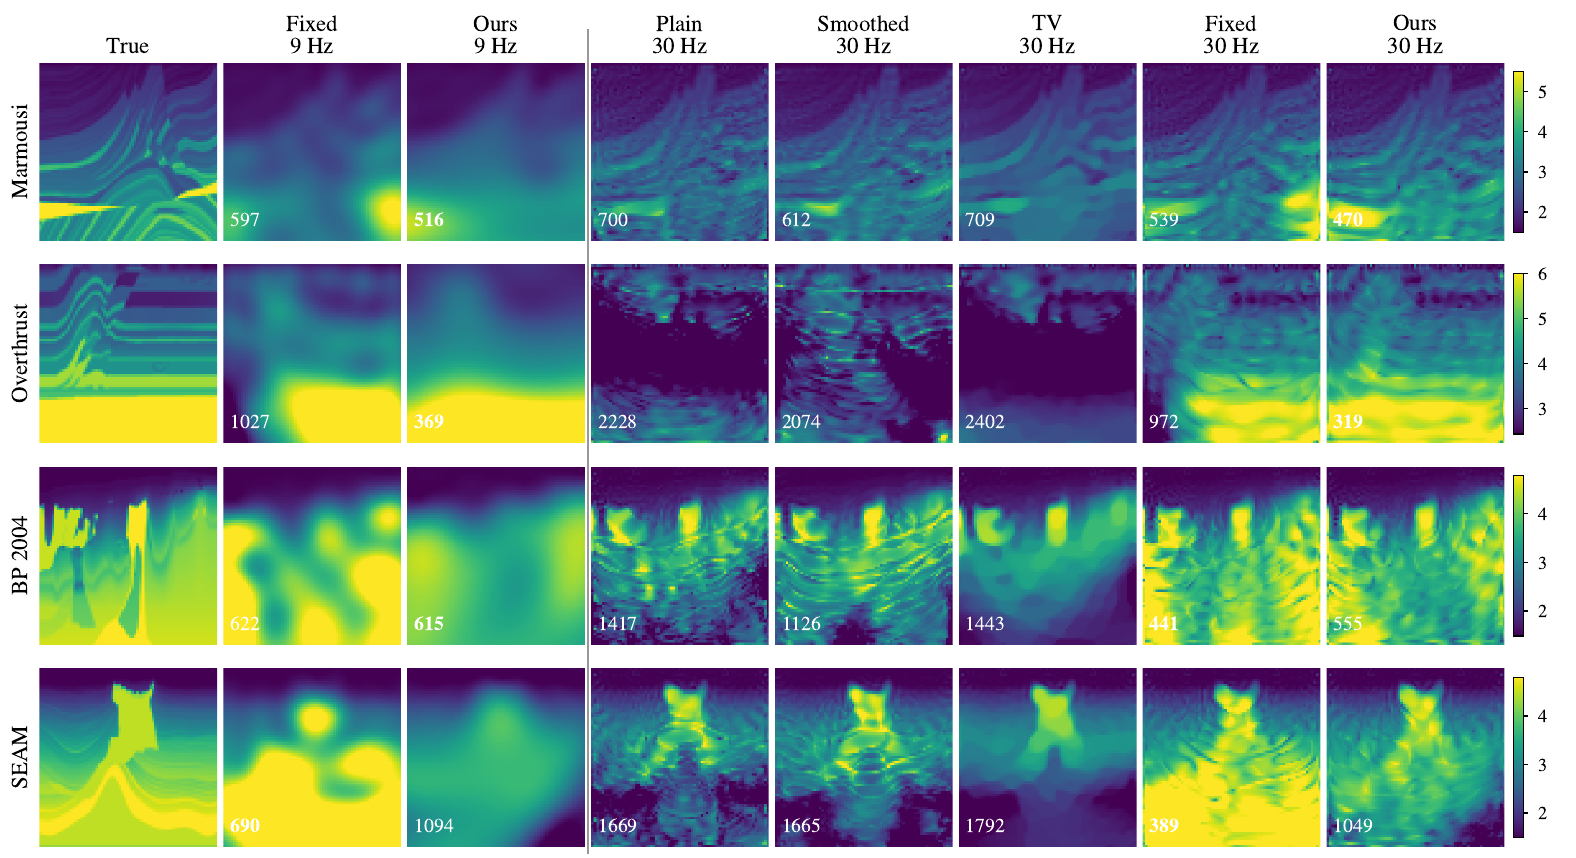 True
Fixed
9 Hz
Ours
9 Hz
Plain
30 Hz
Smoothed
30 Hz
TV
30 Hz
Fixed
30 Hz
Ours
30 Hz
Marmousi
597
516
700
612
709
539
470
5
4
3
2
Overthrust
1027
369
2228
2074
2402
972
319
6
5
4
3
BP 2004
622
615
1417
1126
1443
441
555
4
3
2
SEAM
690
1094
1669
1665
1792
389
1049
4
3
2